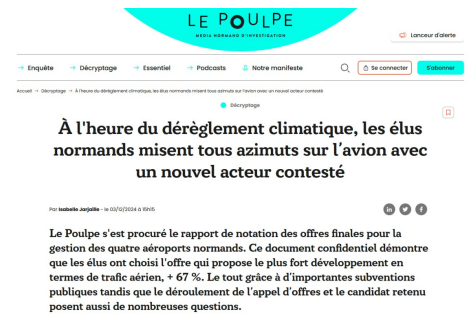 LE POULPE
MEDIA NORMAND D'INVESTIGATION
Lanceur d'alerte
Enquête
Décryptage
Essentiel
Podcasts
Notre manifeste
Se connecter
S'abonner
Accueil → Décryptage → À l'heure du dérèglement climatique, les élus normands misent tous azimuts sur l'avion avec un nouvel acteur contesté
Décryptage
À l'heure du dérèglement climatique, les élus
normands misent tous azimuts sur l'avion avec
un nouvel acteur contesté
Par Isabelle Jarjaille - le 03/12/2024 à 15h15
Le Poulpe s'est procuré le rapport de notation des offres finales pour la
gestion des quatre aéroports normands. Ce document confidentiel démontre
que les élus ont choisi l'offre qui propose le plus fort développement en
termes de trafic aérien, + 67 %. Le tout grâce à d'importantes subventions
publiques tandis que le déroulement de l'appel d'offres et le candidat retenu
posent aussi de nombreuses questions.